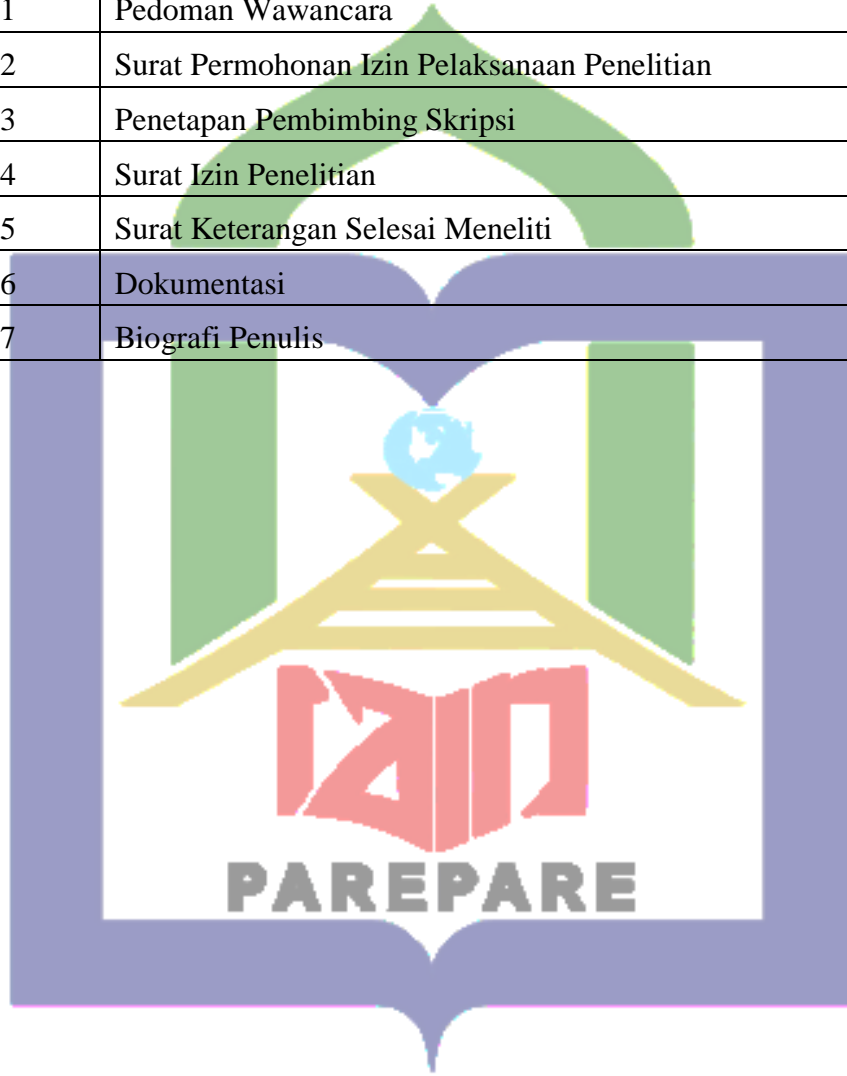 1 Pedoman Wawancara
2 Surat Permohonan Izin Pelaksanaan Penelitian
3 Penetapan Pembimbing Skripsi
4 Surat Izin Penelitian
5 Surat Keterangan Selesai Meneliti
6 Dokumentasi
7 Biografi Penulis
iain
PAREPARE